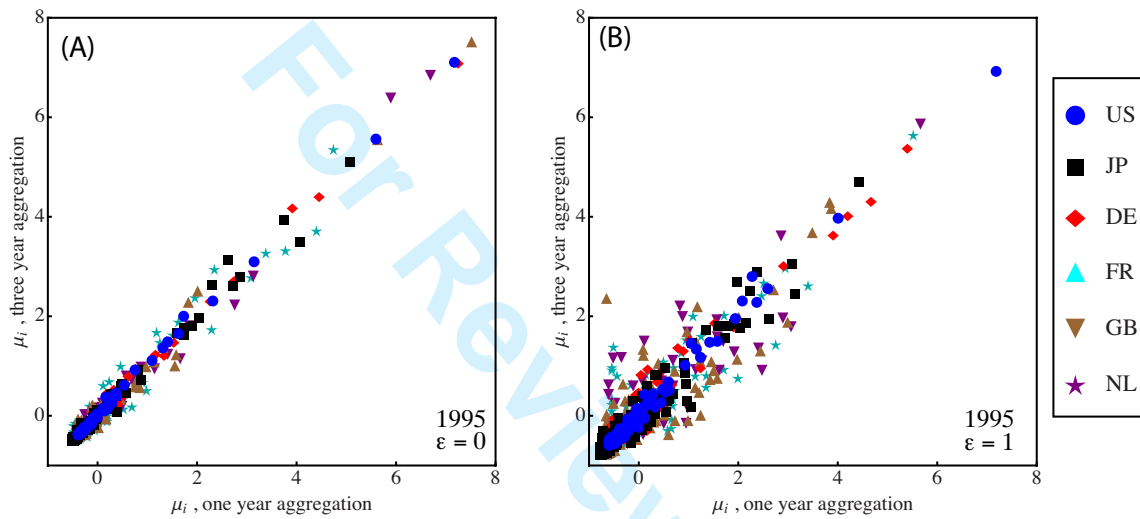 (A)
8
6
4
2
0
μi, three year aggregation
0
2
4
6
8
μi, one year aggregation
1995
ε = 0
(B)
8
6
4
2
0
μi, three year aggregation
0
2
4
6
8
μi, one year aggregation
1995
ε = 1
US
JP
DE
FR
GB
NL
For Review